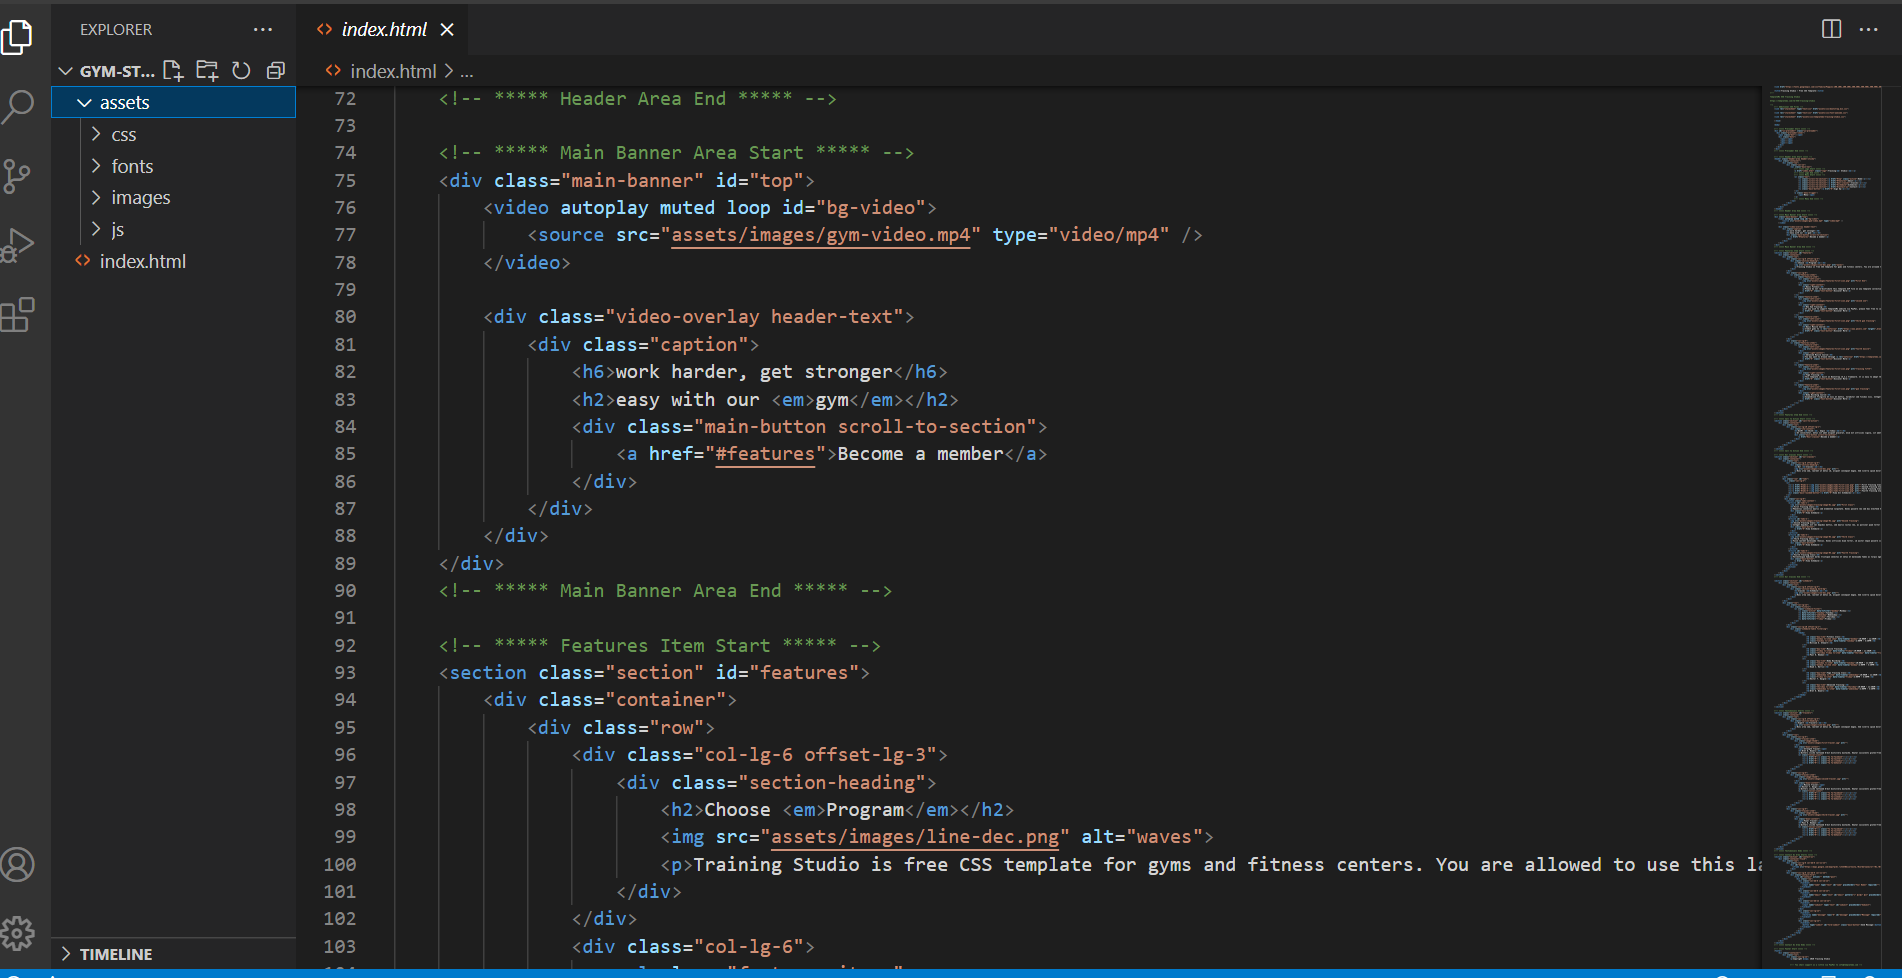 EXPLORER
GYM-ST...
assets
css
fonts
images
js
index.html
TIMELINE
index.html
index.html > ...
72 <!-- ***** Header Area End ***** -->
73
74 <!-- ***** Main Banner Area Start ***** -->
75 <div class="main-banner" id="top">
76 <video autoplay muted loop id="bg-video">
77 <source src="assets/images/gym-video.mp4" type="video/mp4" />
78 </video>
79
80 <div class="video-overlay header-text">
81 <div class="caption">
82 <h6>work harder, get stronger</h6>
83 <h2>easy with our <em>gym</em></h2>
84 <div class="main-button scroll-to-section">
85 <a href="#features">Become a member</a>
86 </div>
87 </div>
88 </div>
89 </div>
90 <!-- ***** Main Banner Area End ***** -->
91
92 <!-- ***** Features Item Start ***** -->
93 <section class="section" id="features">
94 <div class="container">
95 <div class="row">
96 <div class="col-lg-6 offset-lg-3">
97 <div class="section-heading">
98 <h2>Choose <em>Program</em></h2>
99 <img src="assets/images/line-dec.png" alt="waves">
100 <p>Training Studio is free CSS template for gyms and fitness centers. You are allowed to use this
101 </div>
102 </div>
103 <div class="col-lg-6">